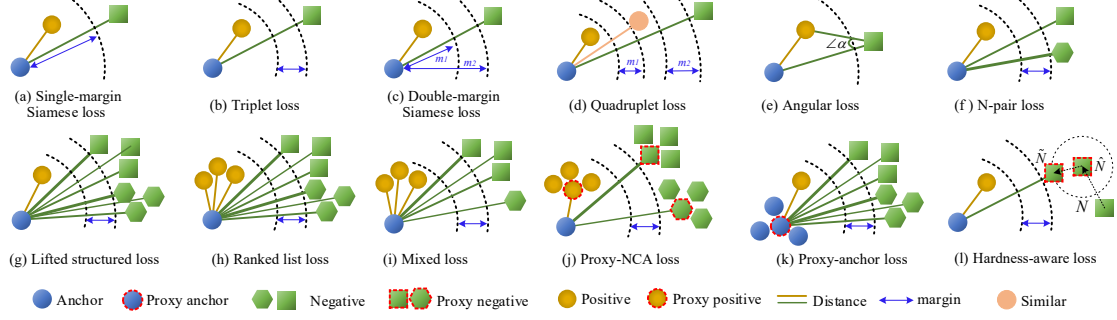 m1
m2
m1
m2
∠α
(a) Single-margin
Siamese loss
(b) Triplet loss
(c) Double-margin
Siamese loss
(d) Quadruplet loss
(e) Angular loss
(f) N-pair loss
Ñ
N̂
N
(g) Lifted structured loss
(h) Ranked list loss
(i) Mixed loss
(j) Proxy-NCA loss
(k) Proxy-anchor loss
(l) Hardness-aware loss
Anchor
Proxy anchor
Negative
Proxy negative
Positive
Proxy positive
Distance
margin
Similar